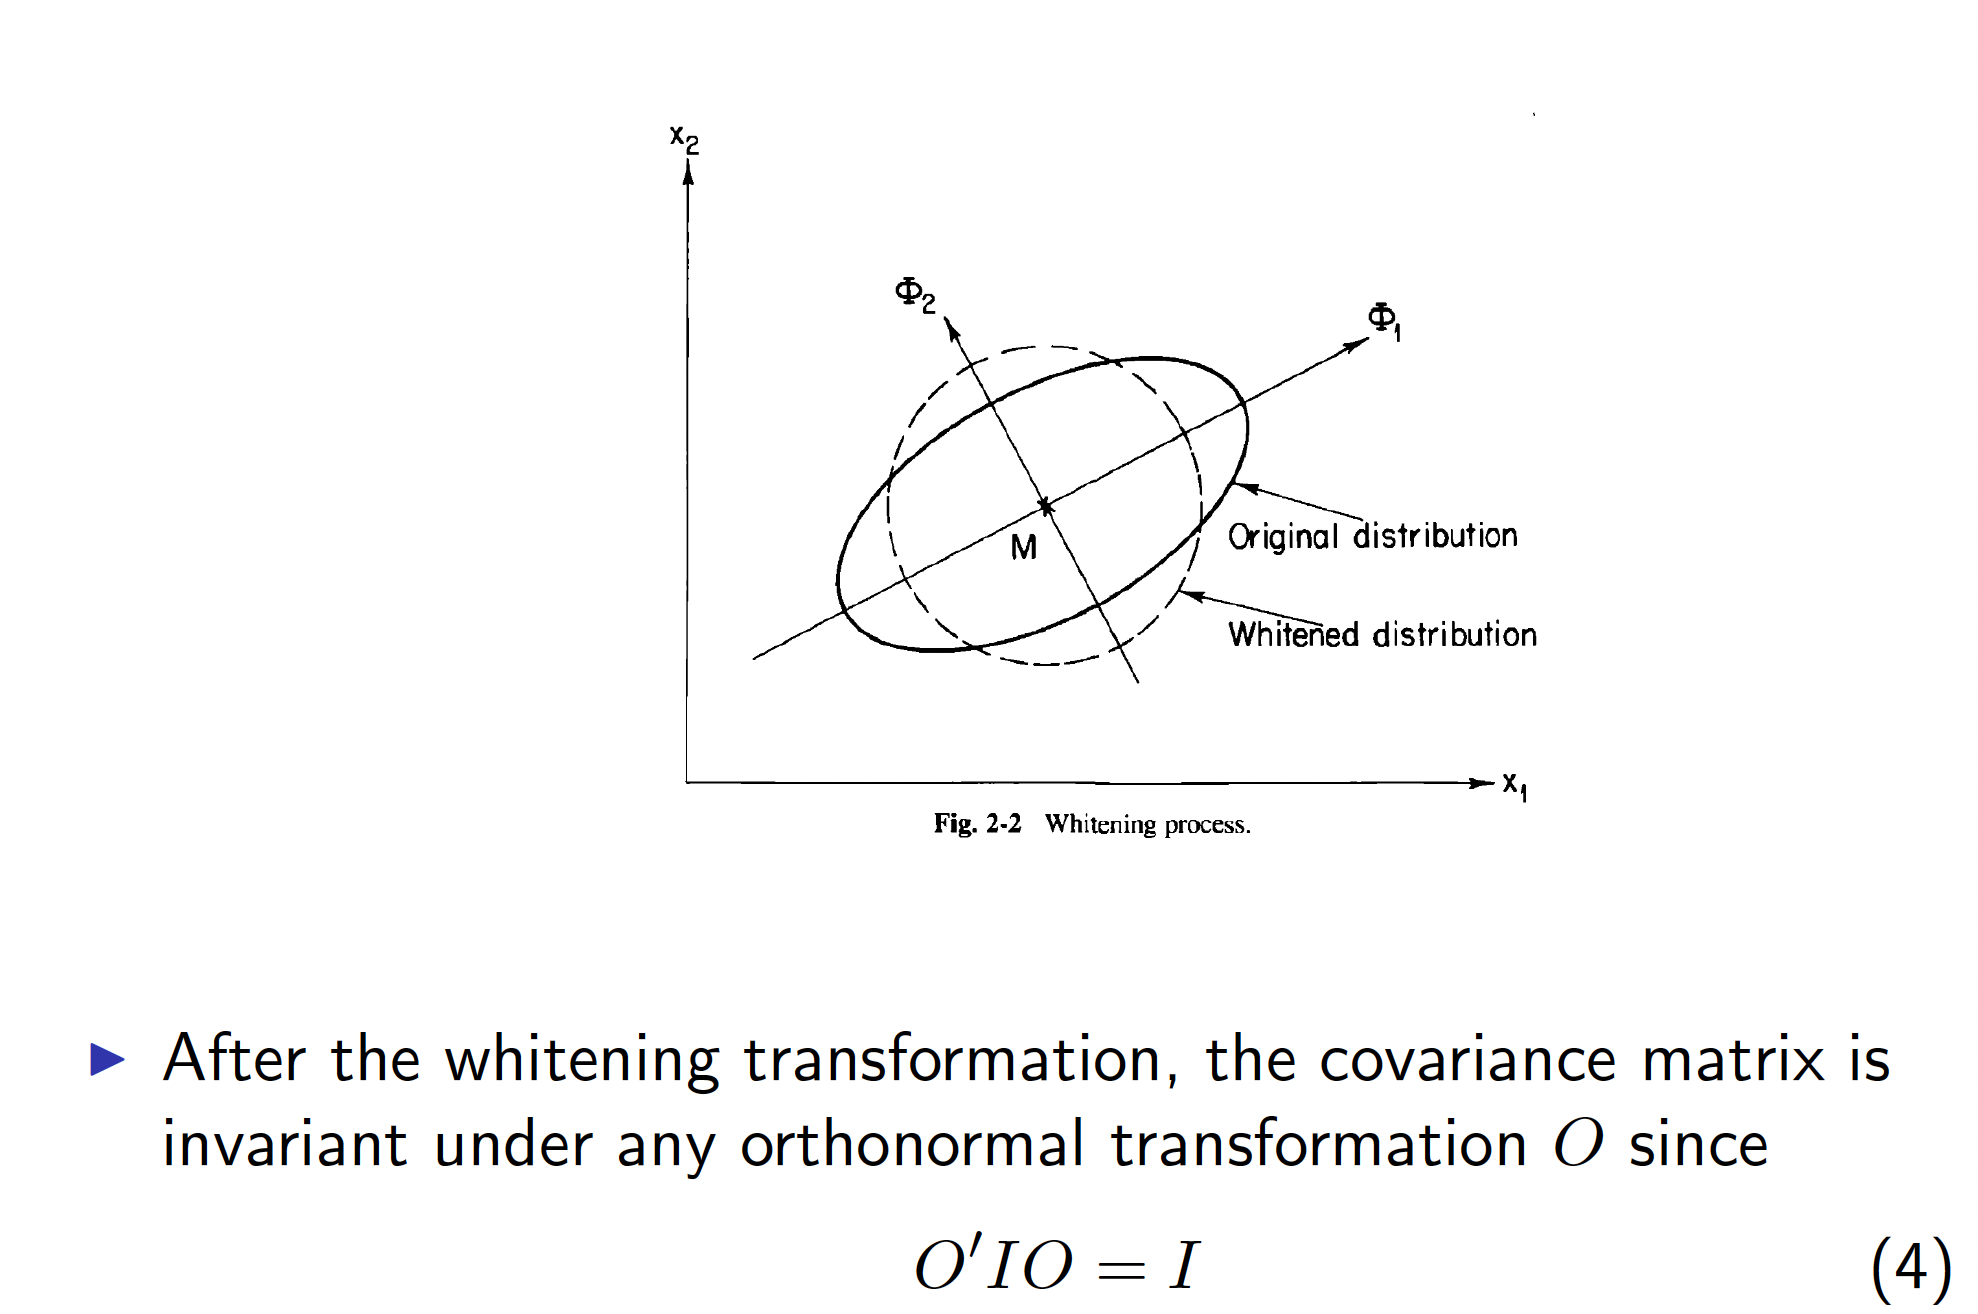 x₂
Φ₂
Φ₁
M
Original distribution
Whitened distribution
x₁
Fig. 2-2 Whitening process.
▶ After the whitening transformation, the covariance matrix is
invariant under any orthonormal transformation O since
O′IO = I (4)